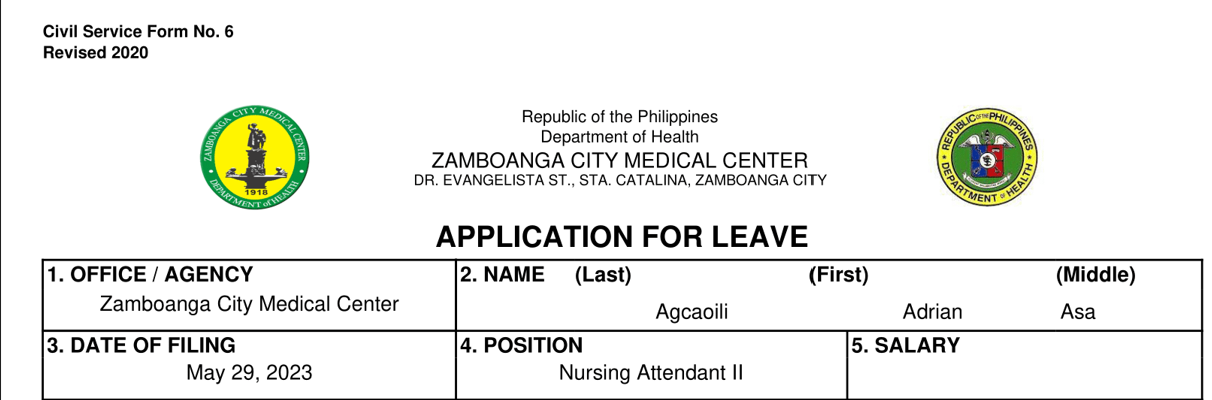 Civil Service Form No. 6
Revised 2020
Republic of the Philippines
Department of Health
ZAMBOANGA CITY MEDICAL CENTER
DR. EVANGELISTA ST., STA. CATALINA, ZAMBOANGA CITY
ZAMBOANGA CITY MEDICAL CENTER
1918
DEPARTMENT of HEALTH
REPUBLIC OF THE PHILIPPINES
DEPARTMENT OF HEALTH
APPLICATION FOR LEAVE
1. OFFICE / AGENCY
Zamboanga City Medical Center
2. NAME (Last) (First) (Middle)
Agcaoili Adrian Asa
3. DATE OF FILING
May 29, 2023
4. POSITION
Nursing Attendant II
5. SALARY